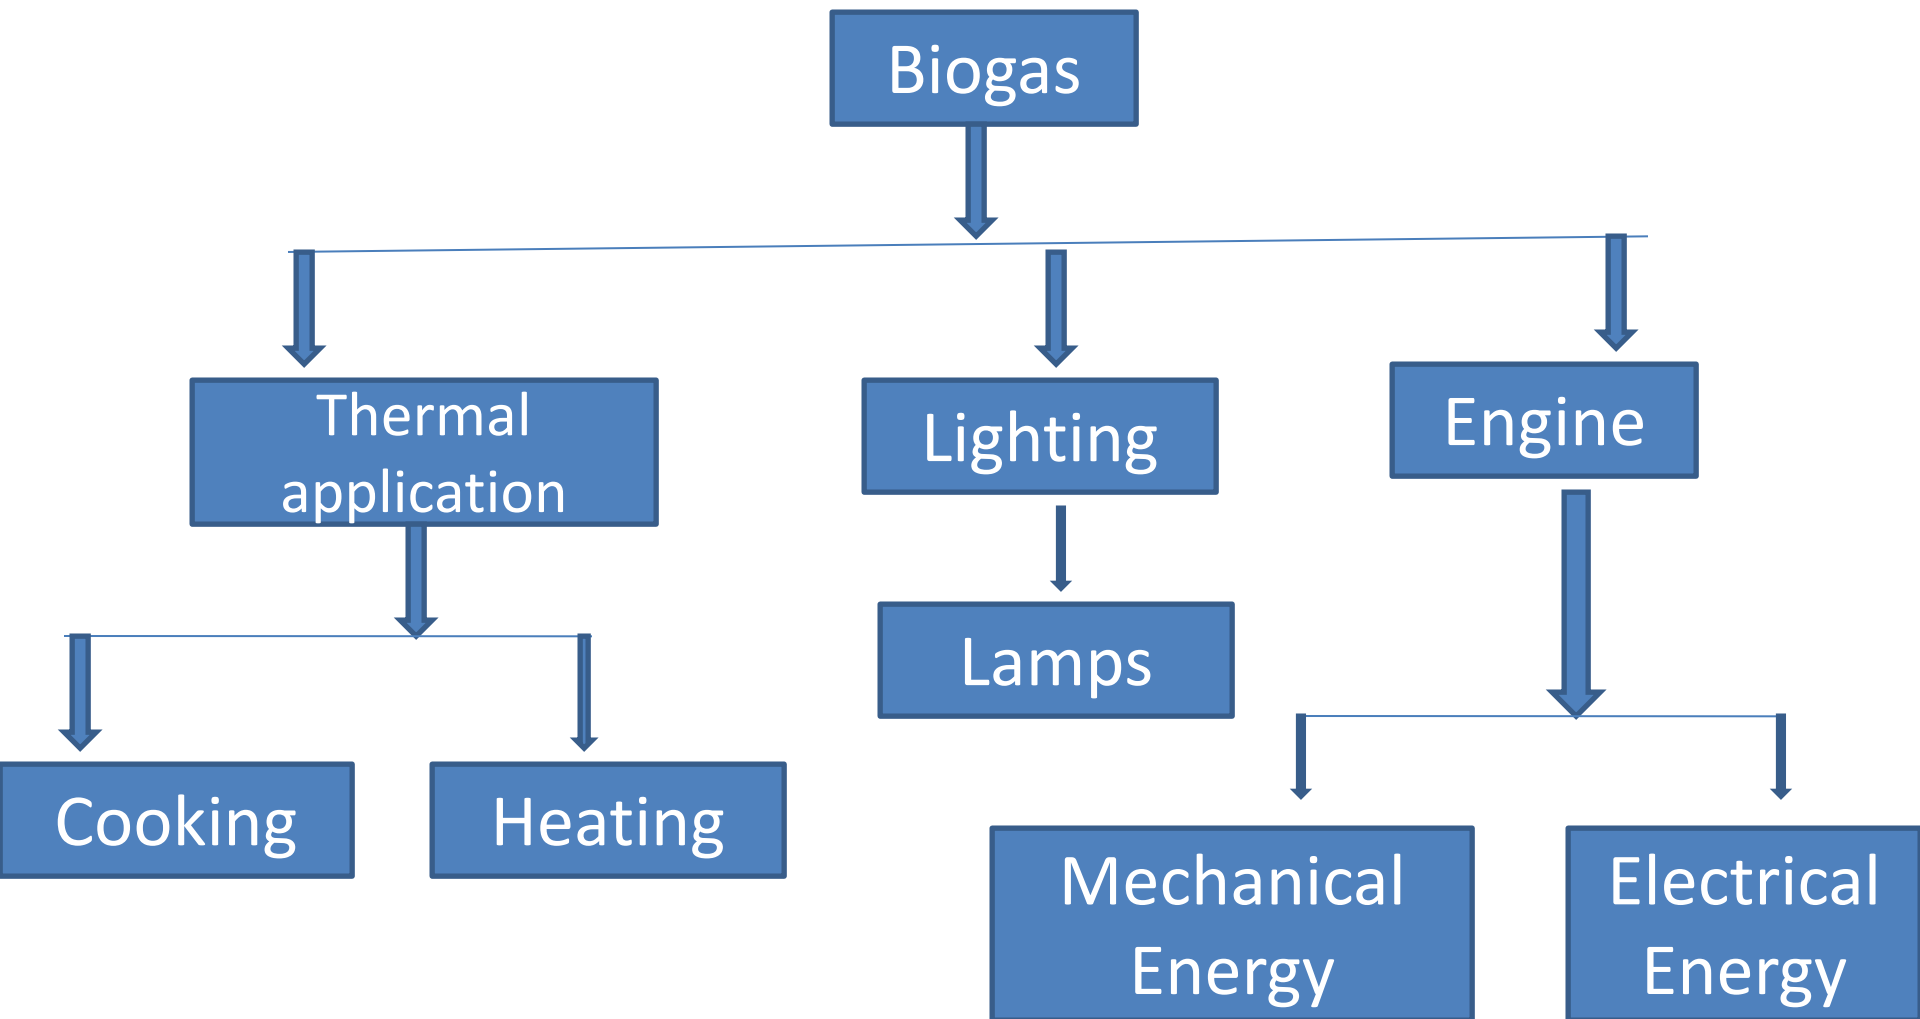 Biogas
Thermal
application
Lighting
Engine
Lamps
Cooking
Heating
Mechanical
Energy
Electrical
Energy